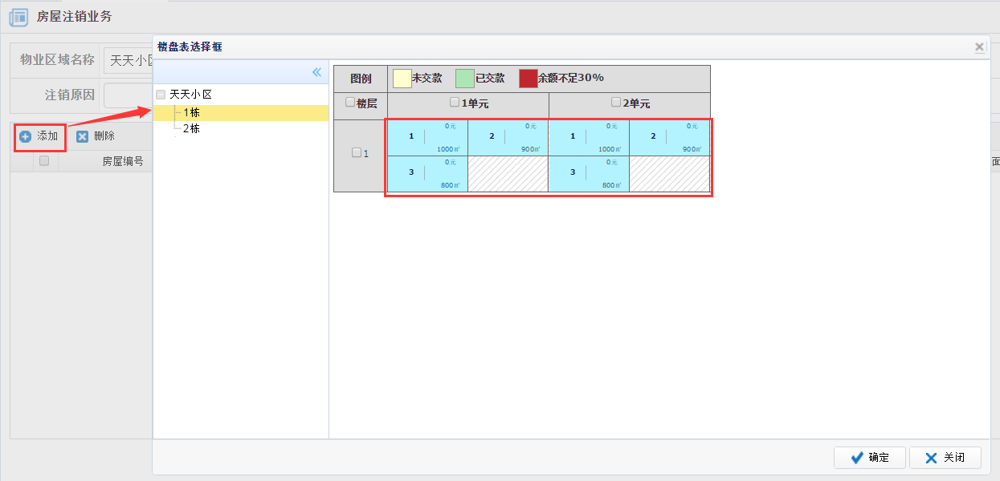 房屋注销业务
楼盘表选择框
物业区域名称 天天小区
注销原因
添加 删除
房屋编号
天天小区
1栋
2栋
图例 未交款 已交款 余额不足30%
楼层 1单元 2单元
1
1 0元 1000㎡ 2 0元 900㎡ 1 0元 1000㎡ 2 0元 900㎡
3 0元 800㎡ 3 0元 800㎡
面
确定 关闭